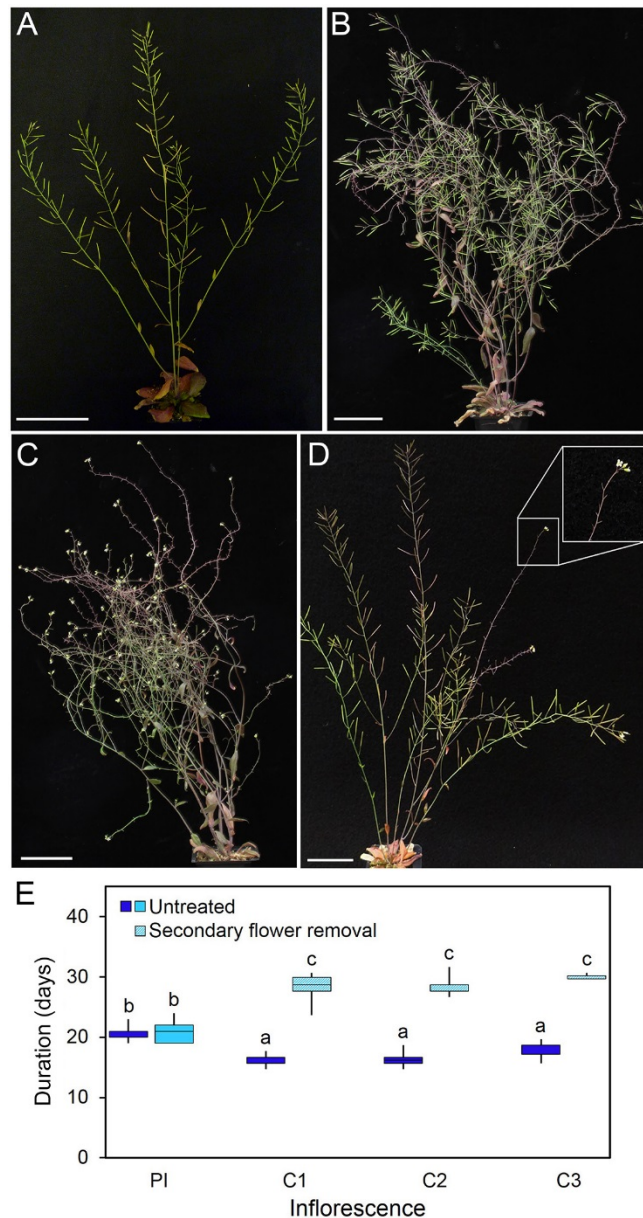 A
B
C
D
E
Untreated
Secondary flower removal
40
30
20
10
0
Duration (days)
b
b
a
c
a
c
a
c
PI
C1
C2
C3
Inflorescence